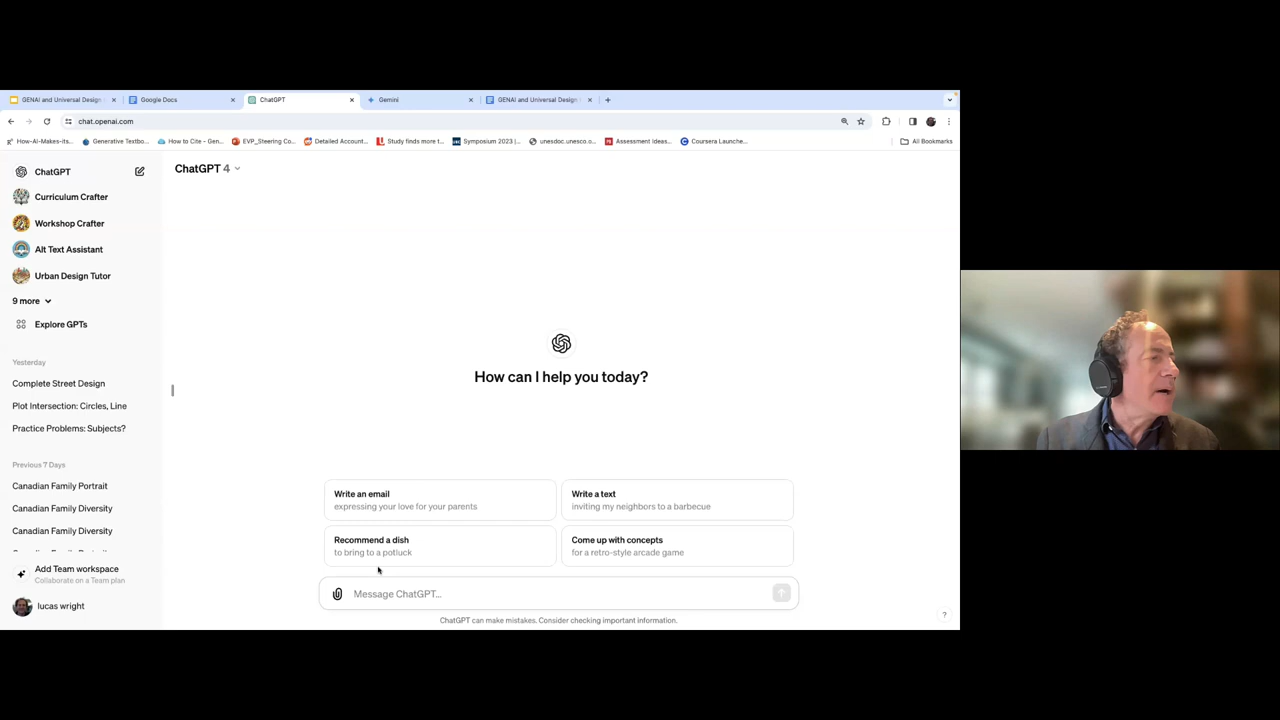 GENAI and Universal Design
Google Docs
ChatGPT
Gemini
GENAI and Universal Design
chat.openai.com
How-AI-Makes-its...
Generative Textbo...
How to Cite – Gen...
EVP_Steering Co...
Detailed Account...
Study finds more t...
Symposium 2023 |...
unesdoc.unesco.o...
Assessment Ideas...
Coursera Launche...
All Bookmarks
ChatGPT
ChatGPT 4
Curriculum Crafter
Workshop Crafter
Alt Text Assistant
Urban Design Tutor
9 more
Explore GPTs
Yesterday
Complete Street Design
Plot Intersection: Circles, Line
Practice Problems: Subjects?
Previous 7 Days
Canadian Family Portrait
Canadian Family Diversity
Canadian Family Diversity
Add Team workspace
Collaborate on a Team plan
lucas wright
How can I help you today?
Write an email
expressing your love for your parents
Write a text
inviting my neighbors to a barbecue
Recommend a dish
to bring to a potluck
Come up with concepts
for a retro-style arcade game
Message ChatGPT...
ChatGPT can make mistakes. Consider checking important information.
?